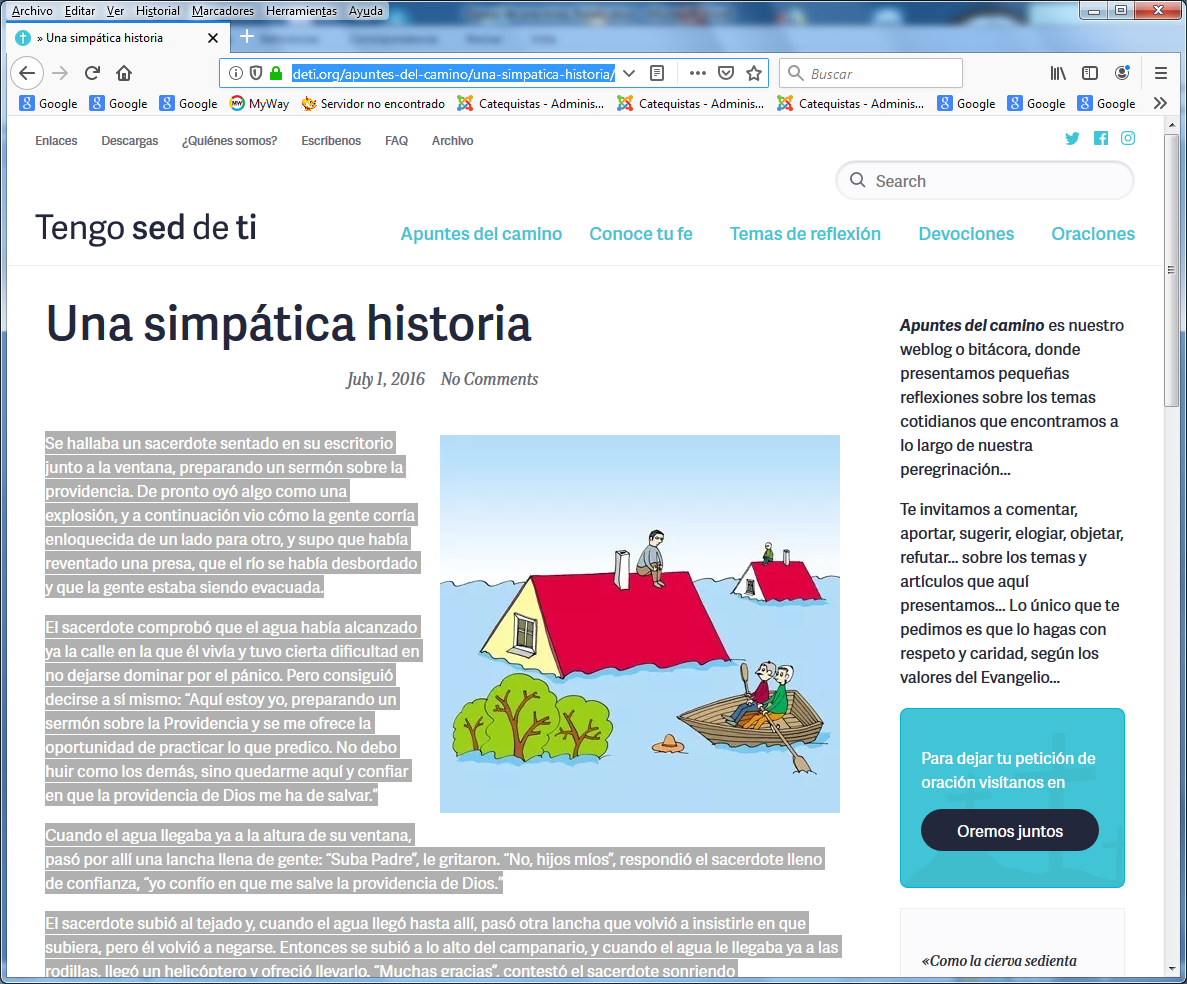 Archivo Editar Ver Historial Marcadores Herramientas Ayuda
» Una simpática historia
deti.org/apuntes-del-camino/una-simpatica-historia/
Buscar
Google Google Google MyWay Servidor no encontrado Catequistas - Adminis... Catequistas - Adminis... Catequistas - Adminis... Google Google Google
Enlaces Descargas ¿Quiénes somos? Escríbenos FAQ Archivo
Search
Tengo sed de ti
Apuntes del camino Conoce tu fe Temas de reflexión Devociones Oraciones
Una simpática historia
July 1, 2016 No Comments
Se hallaba un sacerdote sentado en su escritorio
junto a la ventana, preparando un sermón sobre la
providencia. De pronto oyó algo como una
explosión, y a continuación vio cómo la gente corría
enloquecida de un lado para otro, y supo que había
reventado una presa, que el río se había desbordado
y que la gente estaba siendo evacuada.
El sacerdote comprobó que el agua había alcanzado
ya la calle en la que él vivía y tuvo cierta dificultad en
no dejarse dominar por el pánico. Pero consiguió
decirse a sí mismo: “Aquí estoy yo, preparando un
sermón sobre la Providencia y se me ofrece la
oportunidad de practicar lo que predico. No debo
huir como los demás, sino quedarme aquí y confiar
en que la providencia de Dios me ha de salvar.”
Cuando el agua llegaba ya a la altura de su ventana,
pasó por allí una lancha llena de gente: “Suba Padre”, le gritaron. “No, hijos míos”, respondió el sacerdote lleno
de confianza, “yo confío en que me salve la providencia de Dios.”
El sacerdote subió al tejado y, cuando el agua llegó hasta allí, pasó otra lancha que volvió a insistirle en que
subiera, pero él volvió a negarse. Entonces se subió a lo alto del campanario, y cuando el agua le llegaba ya a las
rodillas, llegó un helicóptero y ofreció llevarlo. “Muchas gracias”, contestó el sacerdote sonriendo
Apuntes del camino es nuestro
weblog o bitácora, donde
presentamos pequeñas
reflexiones sobre los temas
cotidianos que encontramos a
lo largo de nuestra
peregrinación...
Te invitamos a comentar,
aportar, sugerir, elogiar, objetar,
refutar... sobre los temas y
artículos que aquí
presentamos... Lo único que te
pedimos es que lo hagas con
respeto y caridad, según los
valores del Evangelio...
Para dejar tu petición de
oración visítanos en
Oremos juntos
«Como la cierva sedienta